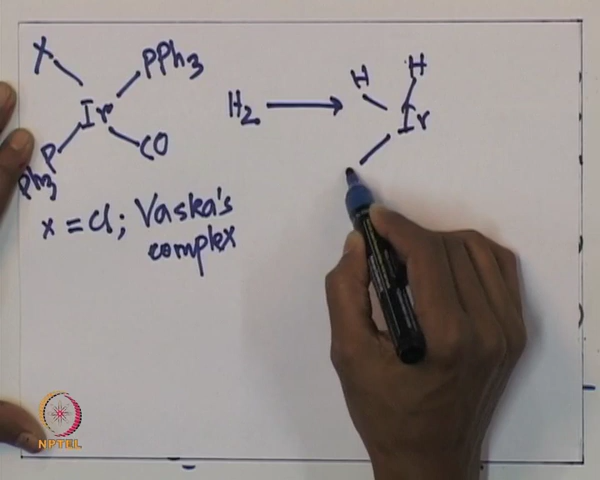 X
PPh3
Ir
P
Ph3
CO
X = Cl; Vaska's
complex
H2
H
H
Ir
NPTEL